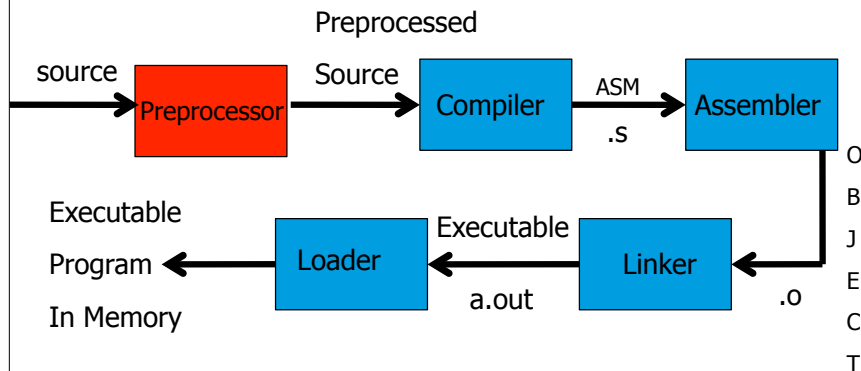 source
Preprocessor
Preprocessed
Source
Compiler
ASM
.s
Assembler
O
B
J
E
C
T
.o
Linker
Executable
a.out
Loader
Executable
Program
In Memory